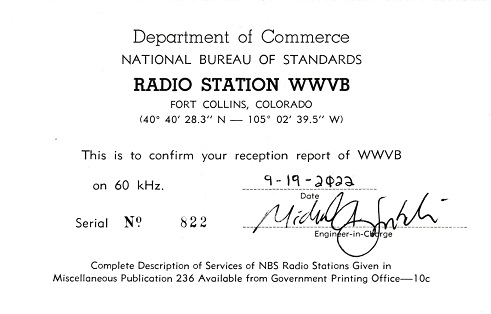 Department of Commerce
NATIONAL BUREAU OF STANDARDS
RADIO STATION WWVB
FORT COLLINS, COLORADO
(40° 40' 28.3" N — 105° 02' 39.5" W)
This is to confirm your reception report of WWVB
on 60 kHz. 9-19-2022
Date
Serial Nº 822
Engineer-in-Charge
Complete Description of Services of NBS Radio Stations Given in
Miscellaneous Publication 236 Available from Government Printing Office—10c